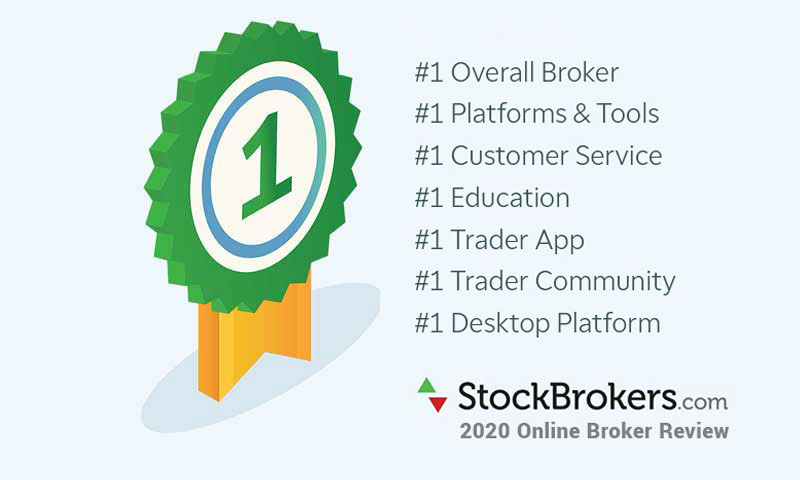 1
#1 Overall Broker
#1 Platforms & Tools
#1 Customer Service
#1 Education
#1 Trader App
#1 Trader Community
#1 Desktop Platform
StockBrokers.com
2020 Online Broker Review